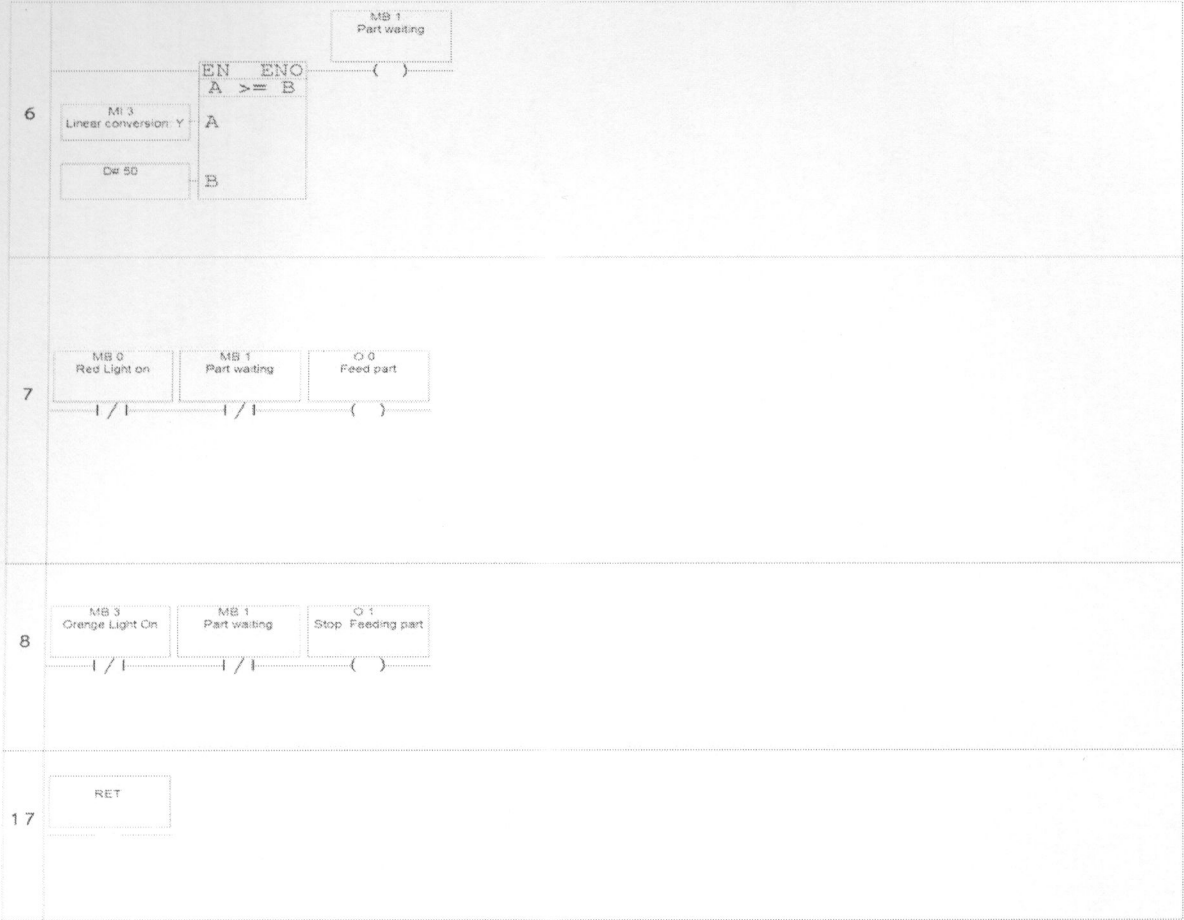 MB 1
Part waiting
EN ENO
A >= B
6
MI 3
Linear conversion: Y
A
D# 50
B
MB 0
Red Light on
MB 1
Part waiting
O 0
Feed part
7
MB 3
Orange Light On
MB 1
Part waiting
O 1
Stop Feeding part
8
RET
17